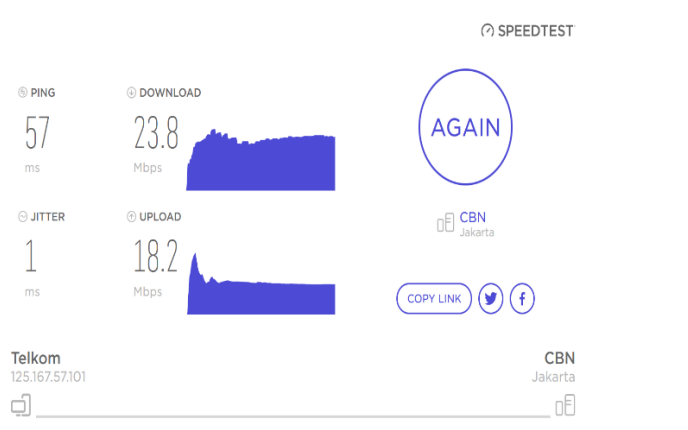 SPEEDTEST
PING
57
ms
DOWNLOAD
23.8
Mbps
JITTER
1
ms
UPLOAD
18.2
Mbps
AGAIN
CBN
Jakarta
COPY LINK
Telkom
125.167.57.101
CBN
Jakarta